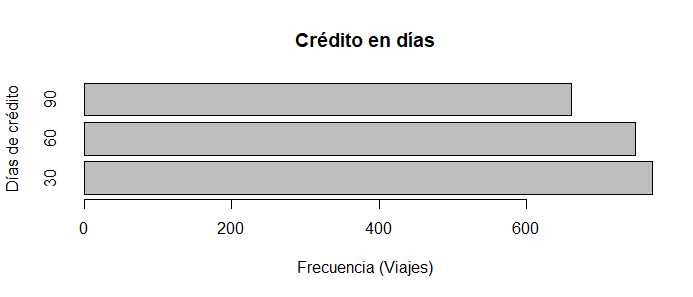 Crédito en días
Días de crédito
90
60
30
0 200 400 600
Frecuencia (Viajes)